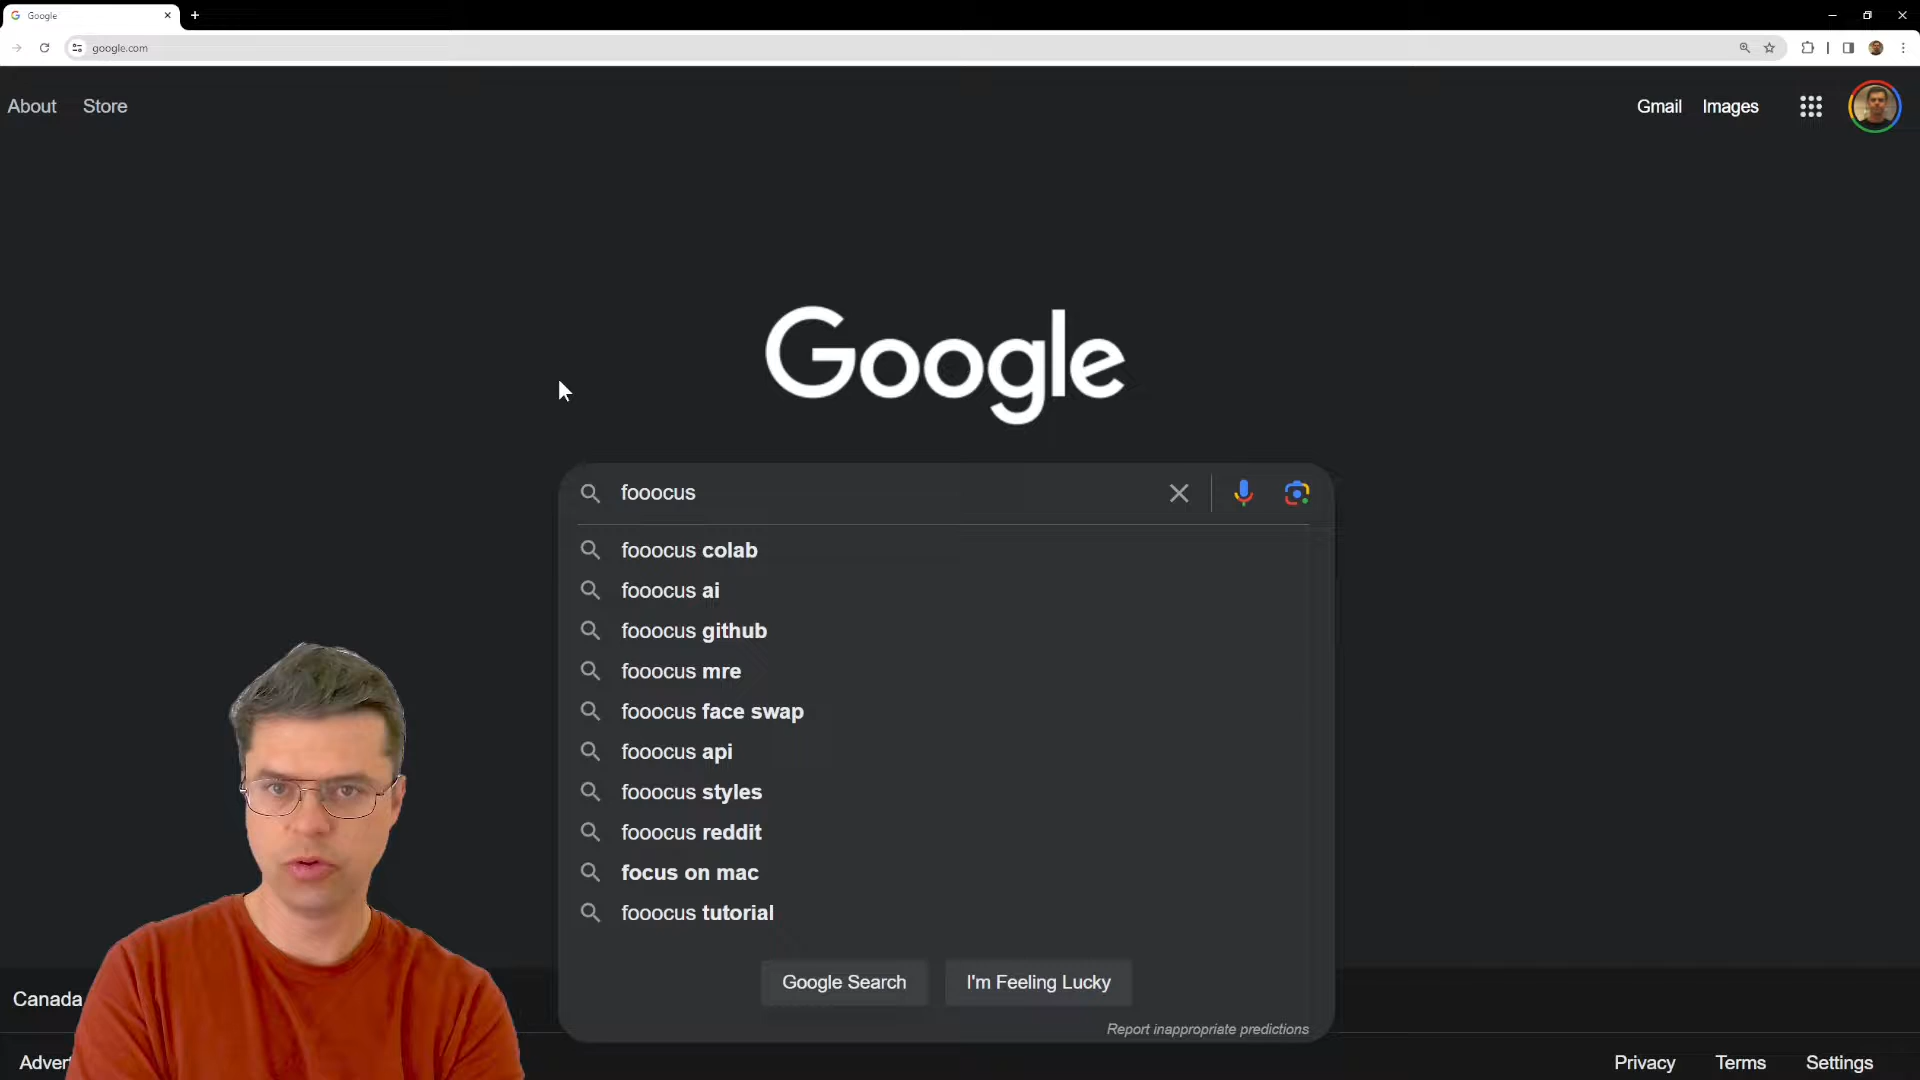 Google
google.com
About Store Gmail Images
Google
fooocus
fooocus colab
fooocus ai
fooocus github
fooocus mre
fooocus face swap
fooocus api
fooocus styles
fooocus reddit
focus on mac
fooocus tutorial
Google Search I'm Feeling Lucky
Report inappropriate predictions
Canada
Privacy Terms Settings